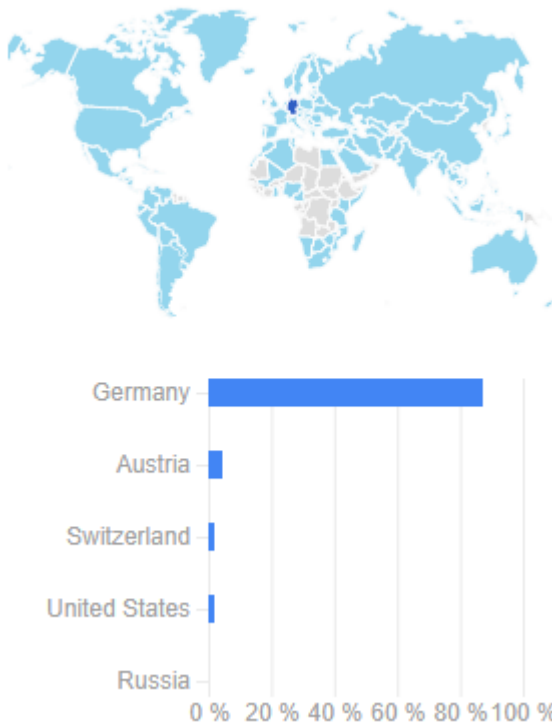 Germany
Austria
Switzerland
United States
Russia
0 % 20 % 40 % 60 % 80 % 100 %